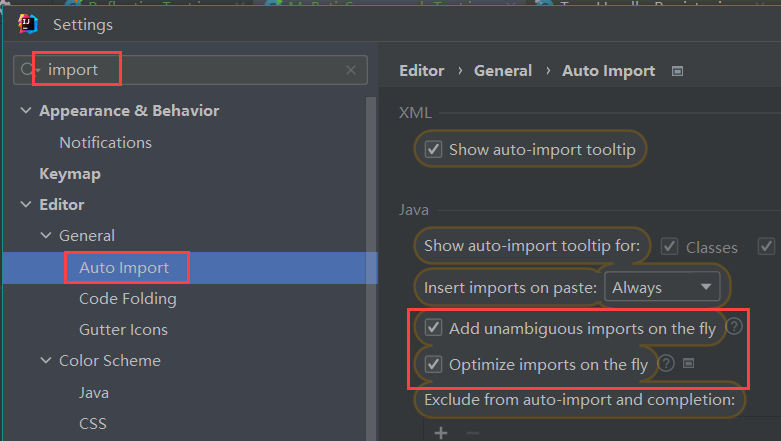 Settings
import
Appearance & Behavior
Notifications
Keymap
Editor
General
Auto Import
Code Folding
Gutter Icons
Color Scheme
Java
CSS
Editor › General › Auto Import
XML
Show auto-import tooltip
Java
Show auto-import tooltip for: Classes
Insert imports on paste: Always
Add unambiguous imports on the fly ?
Optimize imports on the fly ?
Exclude from auto-import and completion: